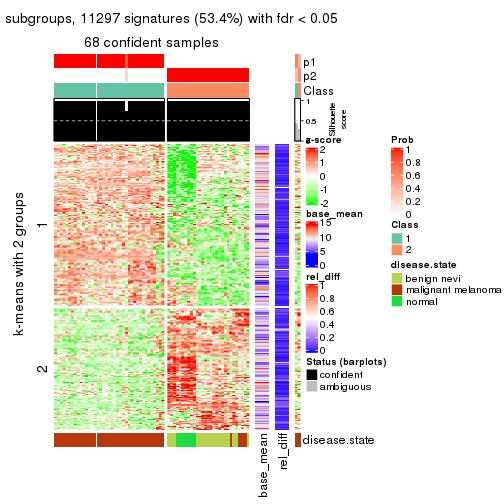 subgroups, 11297 signatures (53.4%) with fdr < 0.05
68 confident samples
p1
p2
Class
1
0.5
0
Silhouette
score
k-means with 2 groups
1
2
z-score
2
1
0
-1
-2
base_mean
15
10
5
0
rel_diff
1
0.8
0.6
0.4
0.2
0
Status (barplots)
confident
ambiguous
Prob
1
0.8
0.6
0.4
0.2
0
Class
1
2
disease.state
benign nevi
malignant melanoma
normal
disease.state
base_mean
rel_diff